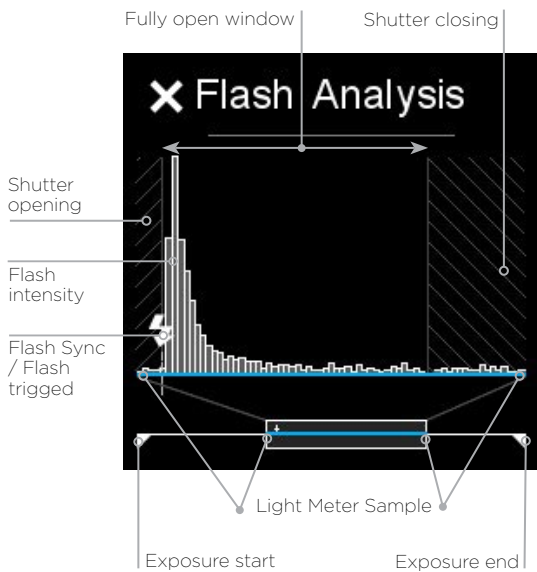 Fully open window
Shutter closing
Flash Analysis
Shutter
opening
Flash
intensity
Flash Sync
/ Flash
trigged
Light Meter Sample
Exposure start
Exposure end